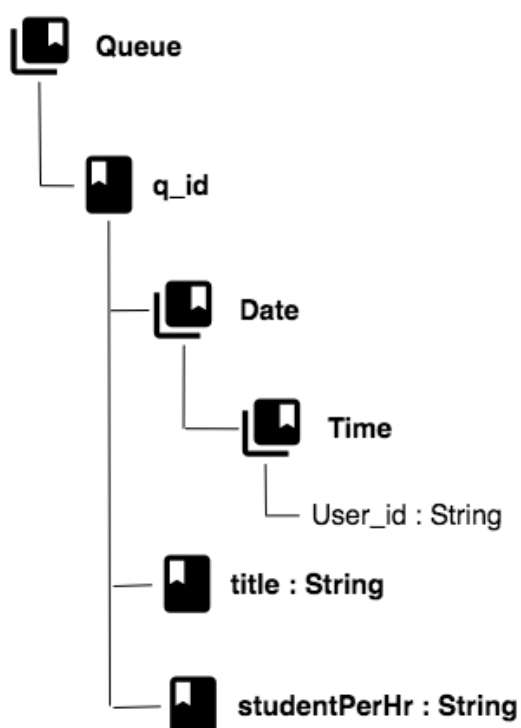 Queue
q_id
Date
Time
User_id : String
title : String
studentPerHr : String